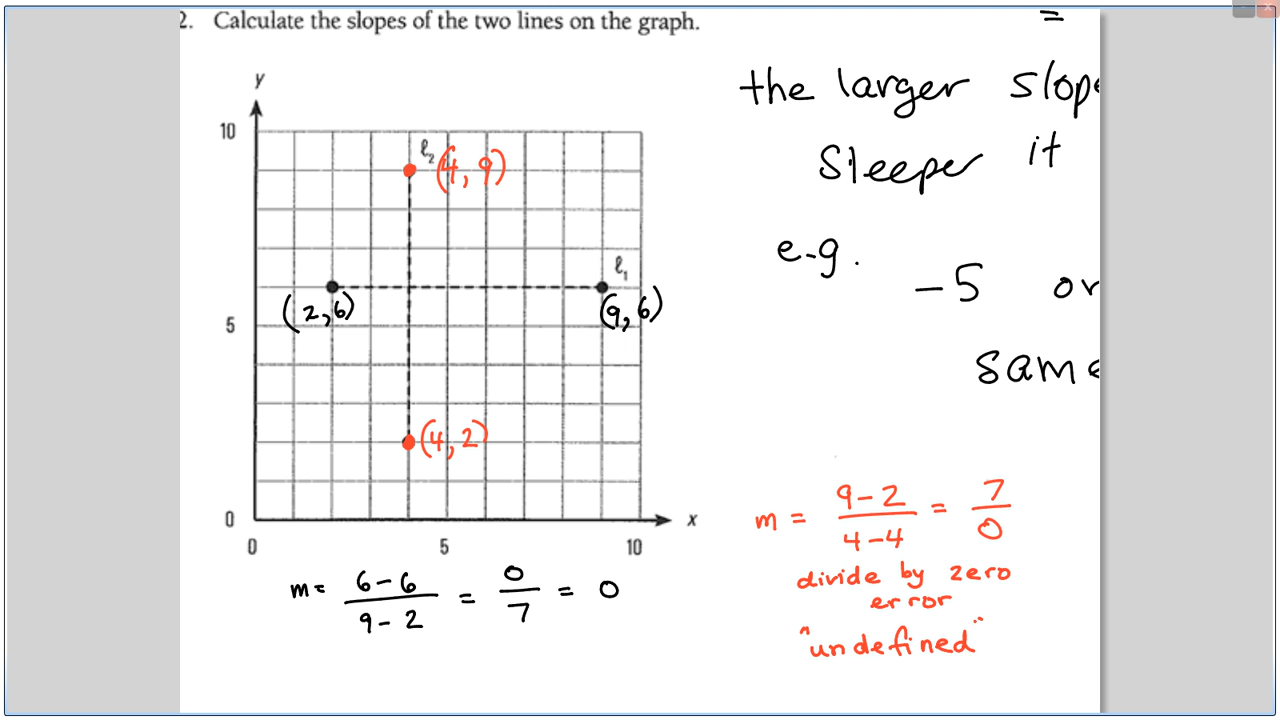 2. Calculate the slopes of the two lines on the graph.
=
the larger slope
sleeper it
e.g.
-5 or
same
y
10
ℓ₂
(4, 9)
ℓ₁
(2, 6)
(9, 6)
5
(4, 2)
0
x
0
5
10
m = 6-6/9-2 = 0/7 = 0
m = 9-2/4-4 = 7/0
divide by zero
error
"undefined"